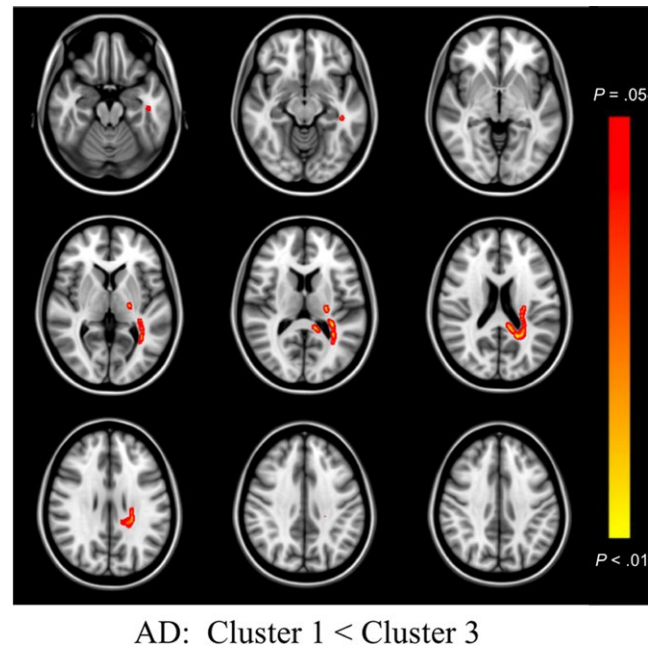 P = .05
P < .01
AD: Cluster 1 < Cluster 3